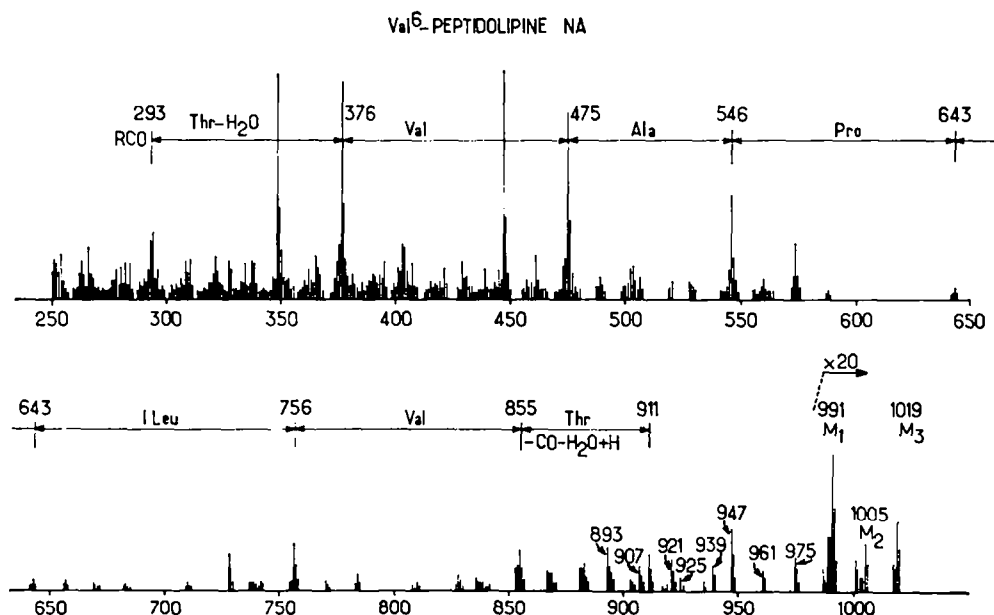 Val6-PEPTIDOLIPINE NA
293 Thr-H2O 376 Val 475 Ala 546 Pro 643
RCO
250 300 350 400 450 500 550 600 650
x20
643 I Leu 756 Val 855 Thr 911 991 1019
-CO-H2O+H M1 M3
1005
M2
893 907 921 925 939 947 961 975
650 700 750 800 850 900 950 1000